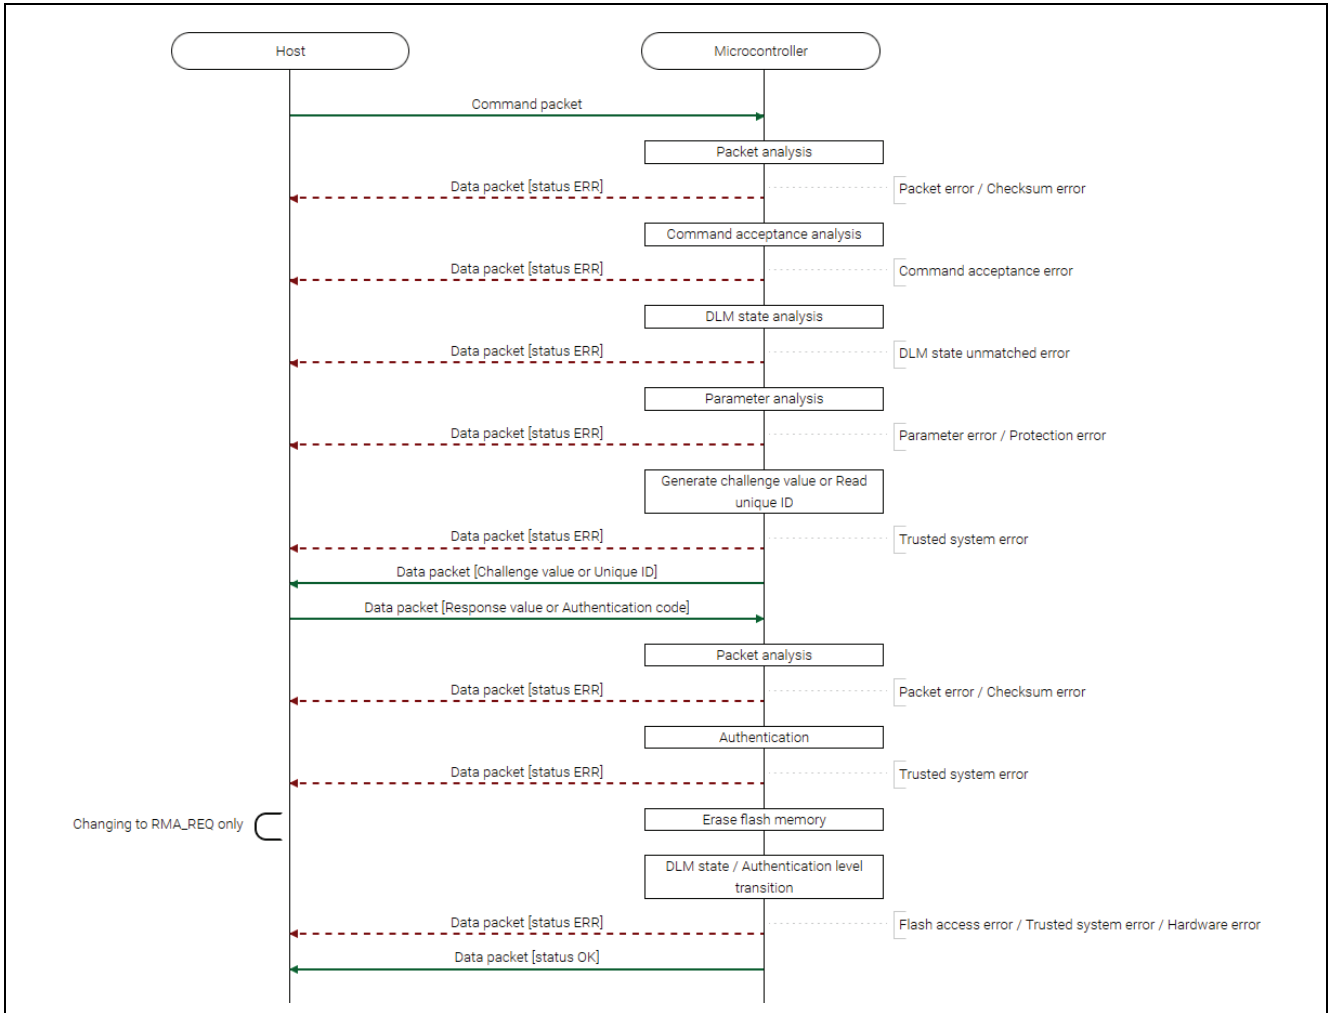 Host
Microcontroller
Command packet
Packet analysis
Data packet [status ERR]
Packet error / Checksum error
Command acceptance analysis
Data packet [status ERR]
Command acceptance error
DLM state analysis
Data packet [status ERR]
DLM state unmatched error
Parameter analysis
Data packet [status ERR]
Parameter error / Protection error
Generate challenge value or Read
unique ID
Data packet [status ERR]
Trusted system error
Data packet [Challenge value or Unique ID]
Data packet [Response value or Authentication code]
Packet analysis
Data packet [status ERR]
Packet error / Checksum error
Authentication
Data packet [status ERR]
Trusted system error
Changing to RMA_REQ only
Erase flash memory
DLM state / Authentication level
transition
Data packet [status ERR]
Flash access error / Trusted system error / Hardware error
Data packet [status OK]